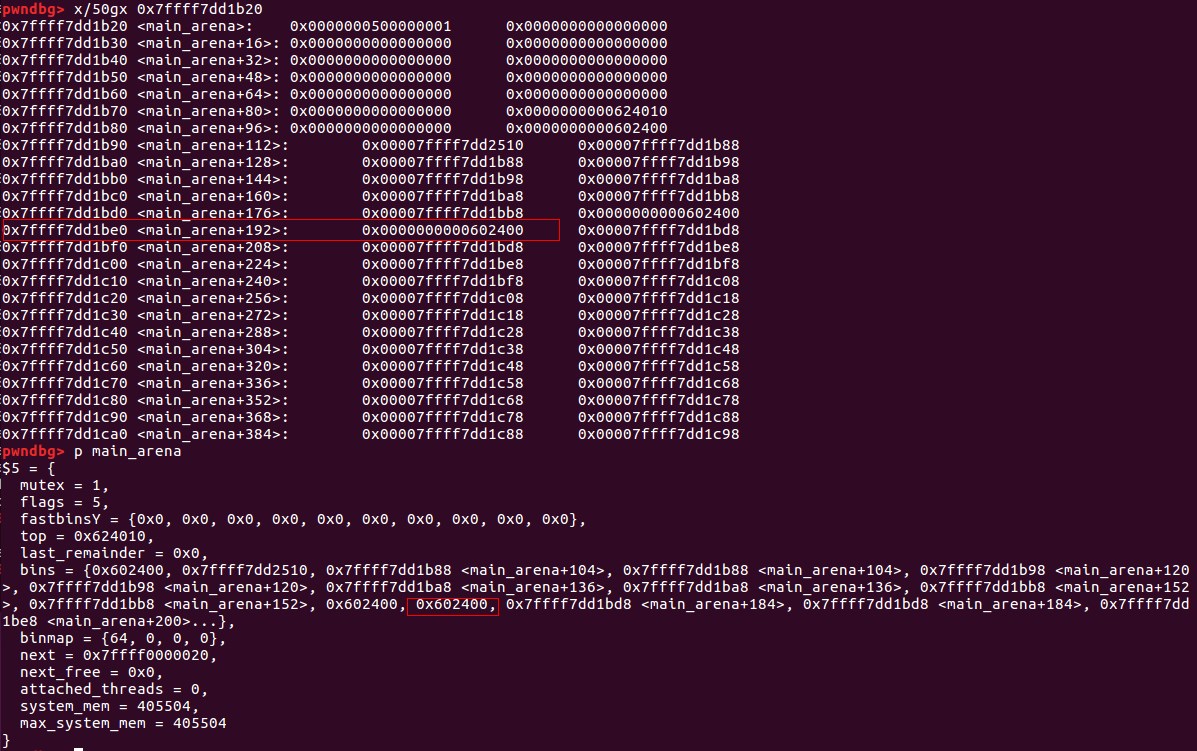 pwndbg> x/50gx 0x7ffff7dd1b20
0x7ffff7dd1b20 <main_arena>: 0x0000000500000001 0x0000000000000000
0x7ffff7dd1b30 <main_arena+16>: 0x0000000000000000 0x0000000000000000
0x7ffff7dd1b40 <main_arena+32>: 0x0000000000000000 0x0000000000000000
0x7ffff7dd1b50 <main_arena+48>: 0x0000000000000000 0x0000000000000000
0x7ffff7dd1b60 <main_arena+64>: 0x0000000000000000 0x0000000000000000
0x7ffff7dd1b70 <main_arena+80>: 0x0000000000000000 0x0000000000624010
0x7ffff7dd1b80 <main_arena+96>: 0x0000000000000000 0x0000000000602400
0x7ffff7dd1b90 <main_arena+112>: 0x00007ffff7dd2510 0x00007ffff7dd1b88
0x7ffff7dd1ba0 <main_arena+128>: 0x00007ffff7dd1b88 0x00007ffff7dd1b98
0x7ffff7dd1bb0 <main_arena+144>: 0x00007ffff7dd1b98 0x00007ffff7dd1ba8
0x7ffff7dd1bc0 <main_arena+160>: 0x00007ffff7dd1ba8 0x00007ffff7dd1bb8
0x7ffff7dd1bd0 <main_arena+176>: 0x00007ffff7dd1bb8 0x0000000000602400
0x7ffff7dd1be0 <main_arena+192>: 0x0000000000602400 0x00007ffff7dd1bd8
0x7ffff7dd1bf0 <main_arena+208>: 0x00007ffff7dd1bd8 0x00007ffff7dd1be8
0x7ffff7dd1c00 <main_arena+224>: 0x00007ffff7dd1be8 0x00007ffff7dd1bf8
0x7ffff7dd1c10 <main_arena+240>: 0x00007ffff7dd1bf8 0x00007ffff7dd1c08
0x7ffff7dd1c20 <main_arena+256>: 0x00007ffff7dd1c08 0x00007ffff7dd1c18
0x7ffff7dd1c30 <main_arena+272>: 0x00007ffff7dd1c18 0x00007ffff7dd1c28
0x7ffff7dd1c40 <main_arena+288>: 0x00007ffff7dd1c28 0x00007ffff7dd1c38
0x7ffff7dd1c50 <main_arena+304>: 0x00007ffff7dd1c38 0x00007ffff7dd1c48
0x7ffff7dd1c60 <main_arena+320>: 0x00007ffff7dd1c48 0x00007ffff7dd1c58
0x7ffff7dd1c70 <main_arena+336>: 0x00007ffff7dd1c58 0x00007ffff7dd1c68
0x7ffff7dd1c80 <main_arena+352>: 0x00007ffff7dd1c68 0x00007ffff7dd1c78
0x7ffff7dd1c90 <main_arena+368>: 0x00007ffff7dd1c78 0x00007ffff7dd1c88
0x7ffff7dd1ca0 <main_arena+384>: 0x00007ffff7dd1c88 0x00007ffff7dd1c98
pwndbg> p main_arena
$5 = {
mutex = 1,
flags = 5,
fastbinsY = {0x0, 0x0, 0x0, 0x0, 0x0, 0x0, 0x0, 0x0, 0x0, 0x0},
top = 0x624010,
last_remainder = 0x0,
bins = {0x602400, 0x7ffff7dd2510, 0x7ffff7dd1b88 <main_arena+104>, 0x7ffff7dd1b88 <main_arena+104>, 0x7ffff7dd1b98 <main_arena+120
>, 0x7ffff7dd1b98 <main_arena+120>, 0x7ffff7dd1ba8 <main_arena+136>, 0x7ffff7dd1ba8 <main_arena+136>, 0x7ffff7dd1bb8 <main_arena+152
>, 0x7ffff7dd1bb8 <main_arena+152>, 0x602400, 0x602400, 0x7ffff7dd1bd8 <main_arena+184>, 0x7ffff7dd1bd8 <main_arena+184>, 0x7ffff7dd
1be8 <main_arena+200>...},
binmap = {64, 0, 0, 0},
next = 0x7ffff0000020,
next_free = 0x0,
attached_threads = 0,
system_mem = 405504,
max_system_mem = 405504
}